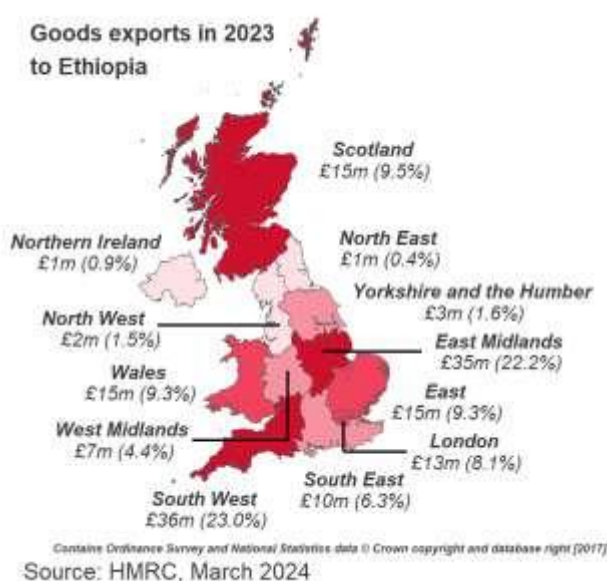 Goods exports in 2023
to Ethiopia
Scotland
£15m (9.5%)
Northern Ireland
£1m (0.9%)
North East
£1m (0.4%)
Yorkshire and the Humber
£3m (1.6%)
North West
£2m (1.5%)
East Midlands
£35m (22.2%)
Wales
£15m (9.3%)
East
£15m (9.3%)
West Midlands
£7m (4.4%)
London
£13m (8.1%)
South East
£10m (6.3%)
South West
£36m (23.0%)
Contains Ordinance Survey and National Statistics data © Crown copyright and database right [2017]
Source: HMRC, March 2024